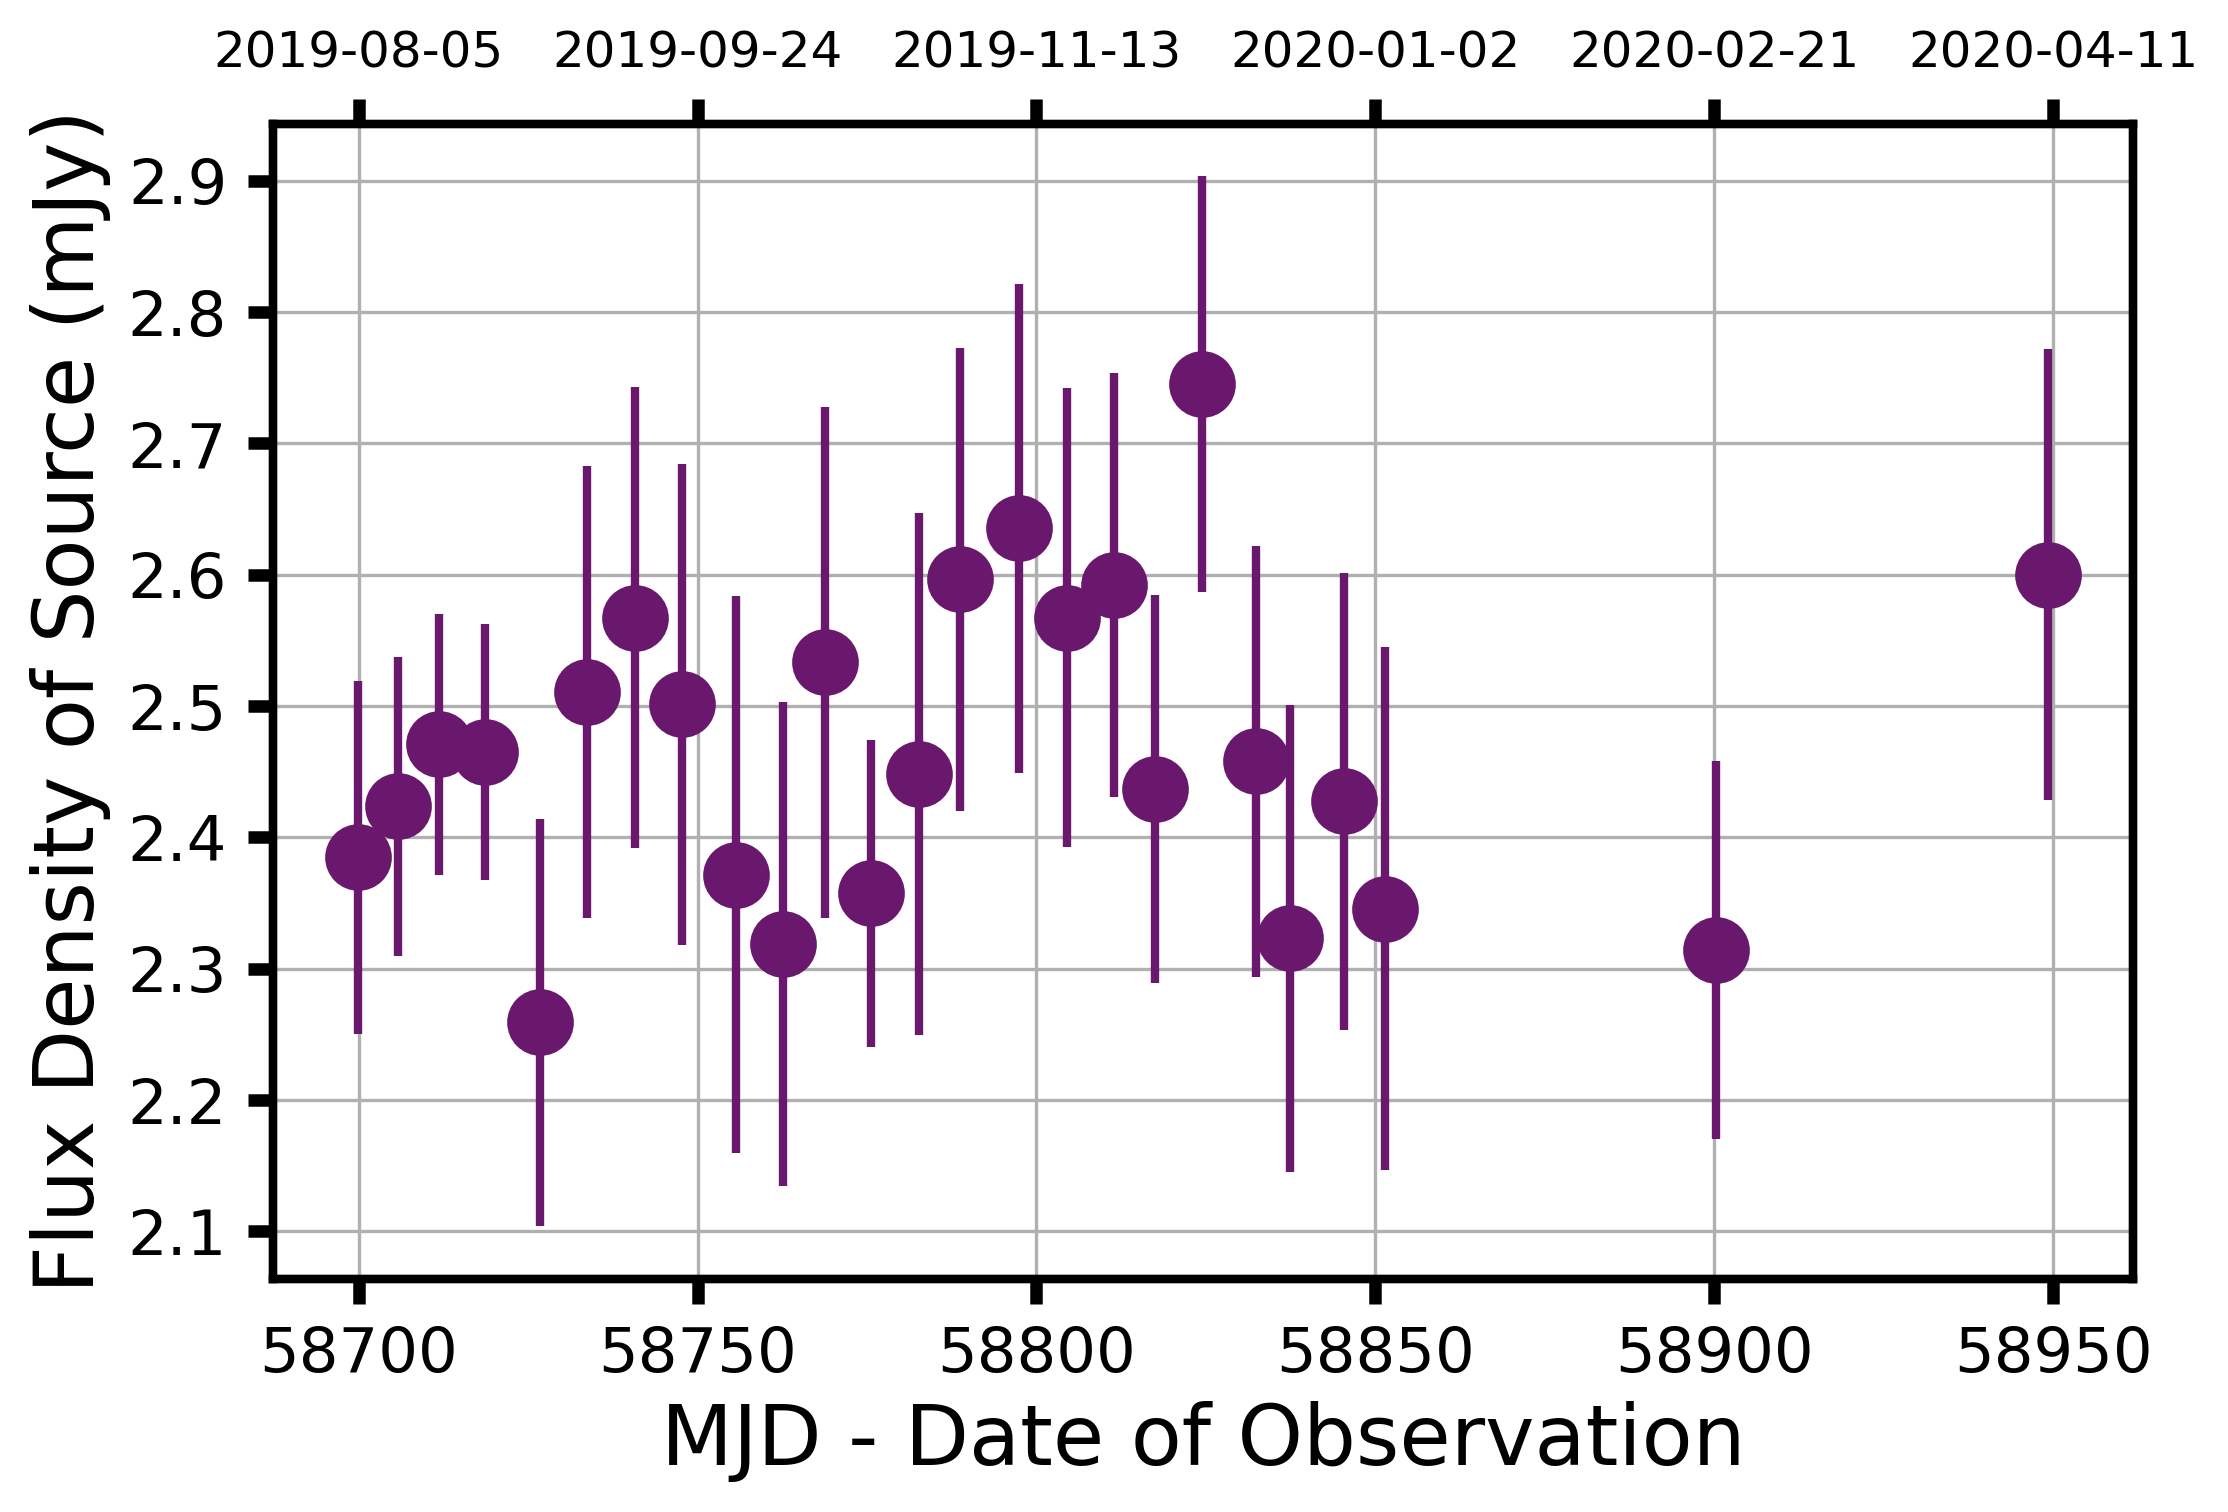 2019-08-05 2019-09-24 2019-11-13 2020-01-02 2020-02-21 2020-04-11
Flux Density of Source (mJy)
2.9
2.8
2.7
2.6
2.5
2.4
2.3
2.2
2.1
58700 58750 58800 58850 58900 58950
MJD - Date of Observation